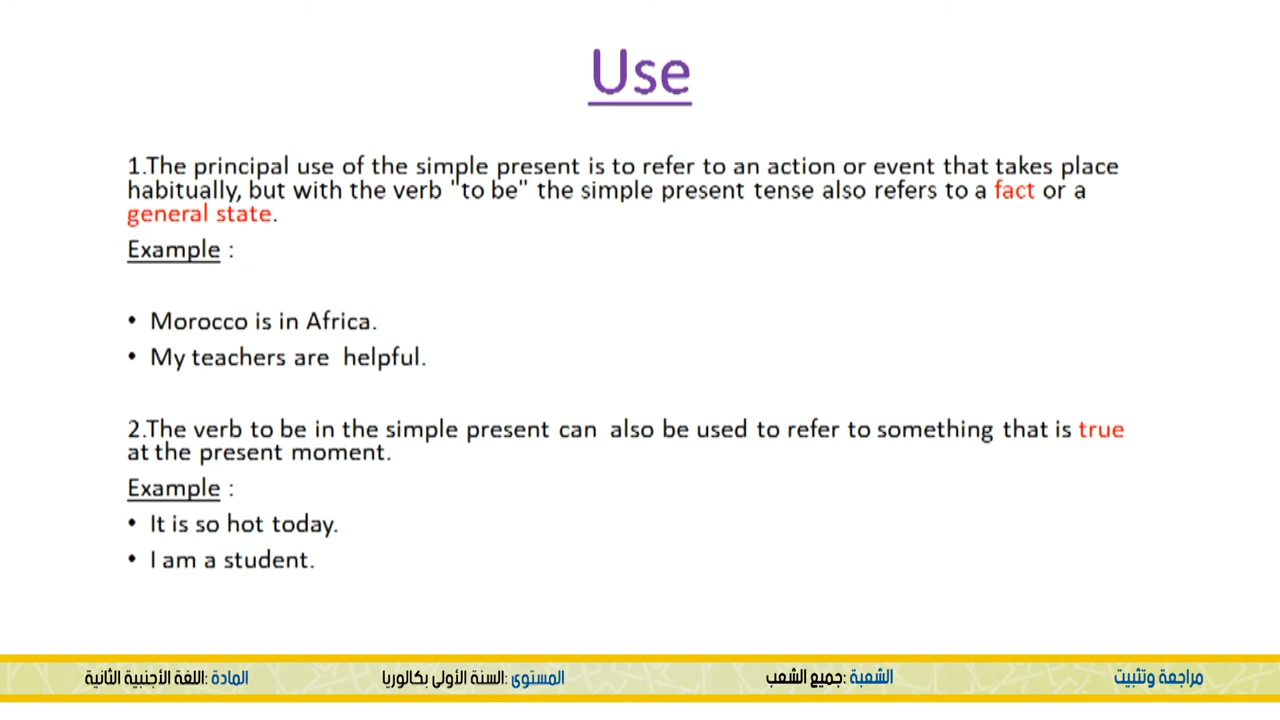 Use
1.The principal use of the simple present is to refer to an action or event that takes place
habitually, but with the verb "to be" the simple present tense also refers to a fact or a
general state.
Example :
• Morocco is in Africa.
• My teachers are  helpful.
2.The verb to be in the simple present can  also be used to refer to something that is true
at the present moment.
Example :
• It is so hot today.
• I am a student.
مراجعة وتثبيت الشعبة :جميع الشعب المستوى :السنة الأولى بكالوريا المادة :اللغة الأجنبية الثانية